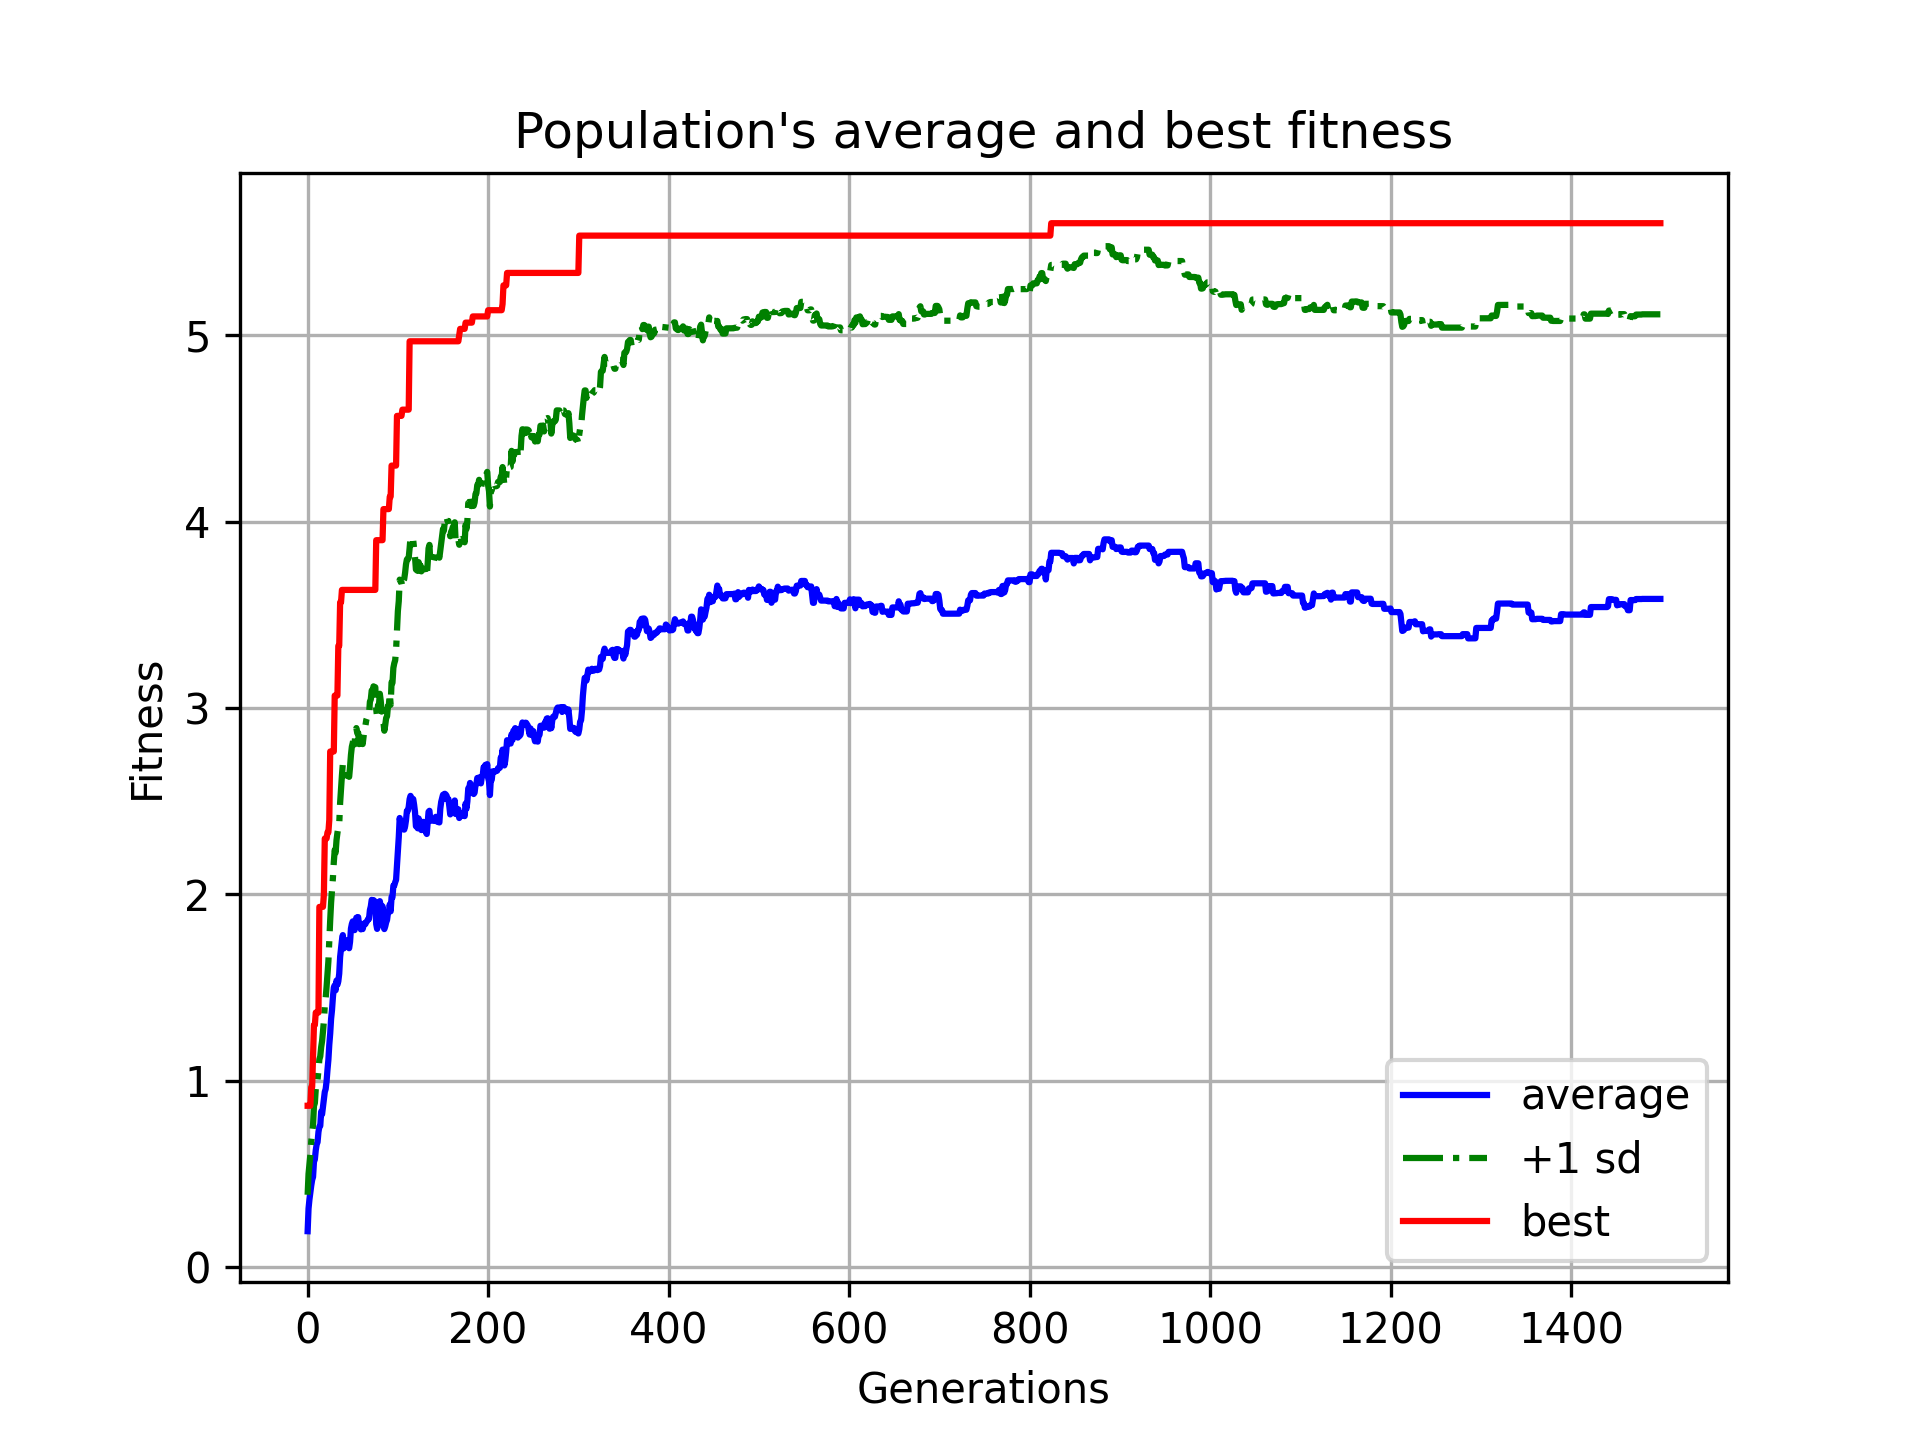 Population's average and best fitness
Fitness
5
4
3
2
1
0
0 200 400 600 800 1000 1200 1400
Generations
average
+1 sd
best